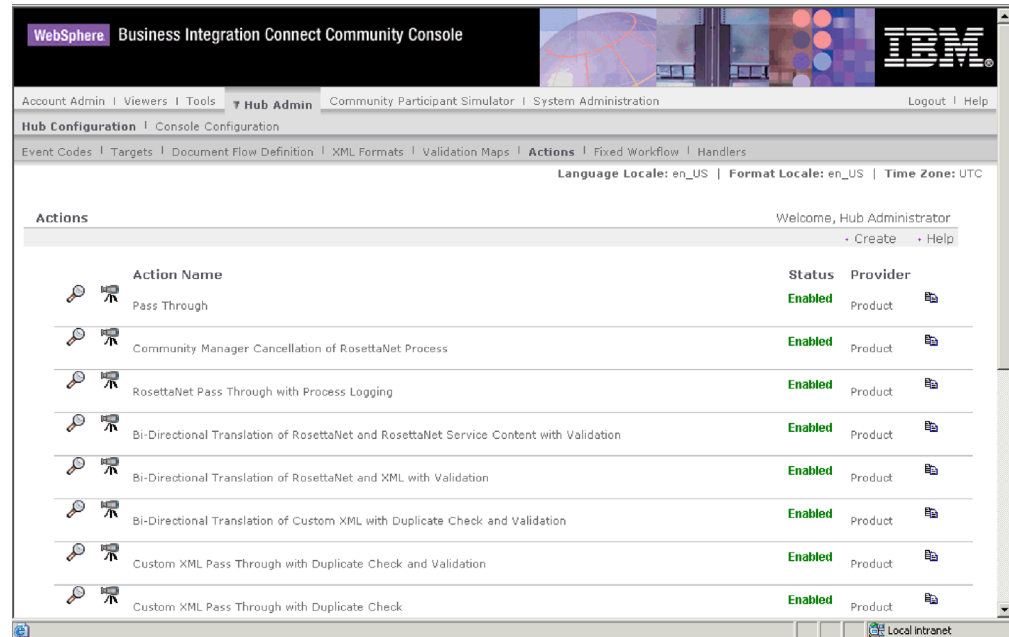 WebSphere. Business Integration Connect Community Console
IBM®
Account Admin | Viewers | Tools Hub Admin Community Participant Simulator | System Administration Logout | Help
Hub Configuration | Console Configuration
Event Codes | Targets | Document Flow Definition | XML Formats | Validation Maps | Actions | Fixed Workflow | Handlers
Language Locale: en_US | Format Locale: en_US | Time Zone: UTC
Actions Welcome, Hub Administrator
Create Help
Action Name Status Provider
Pass Through Enabled Product
Community Manager Cancellation of RosettaNet Process Enabled Product
RosettaNet Pass Through with Process Logging Enabled Product
Bi-Directional Translation of RosettaNet and RosettaNet Service Content with Validation Enabled Product
Bi-Directional Translation of RosettaNet and XML with Validation Enabled Product
Bi-Directional Translation of Custom XML with Duplicate Check and Validation Enabled Product
Custom XML Pass Through with Duplicate Check and Validation Enabled Product
Custom XML Pass Through with Duplicate Check Enabled Product
Local intranet